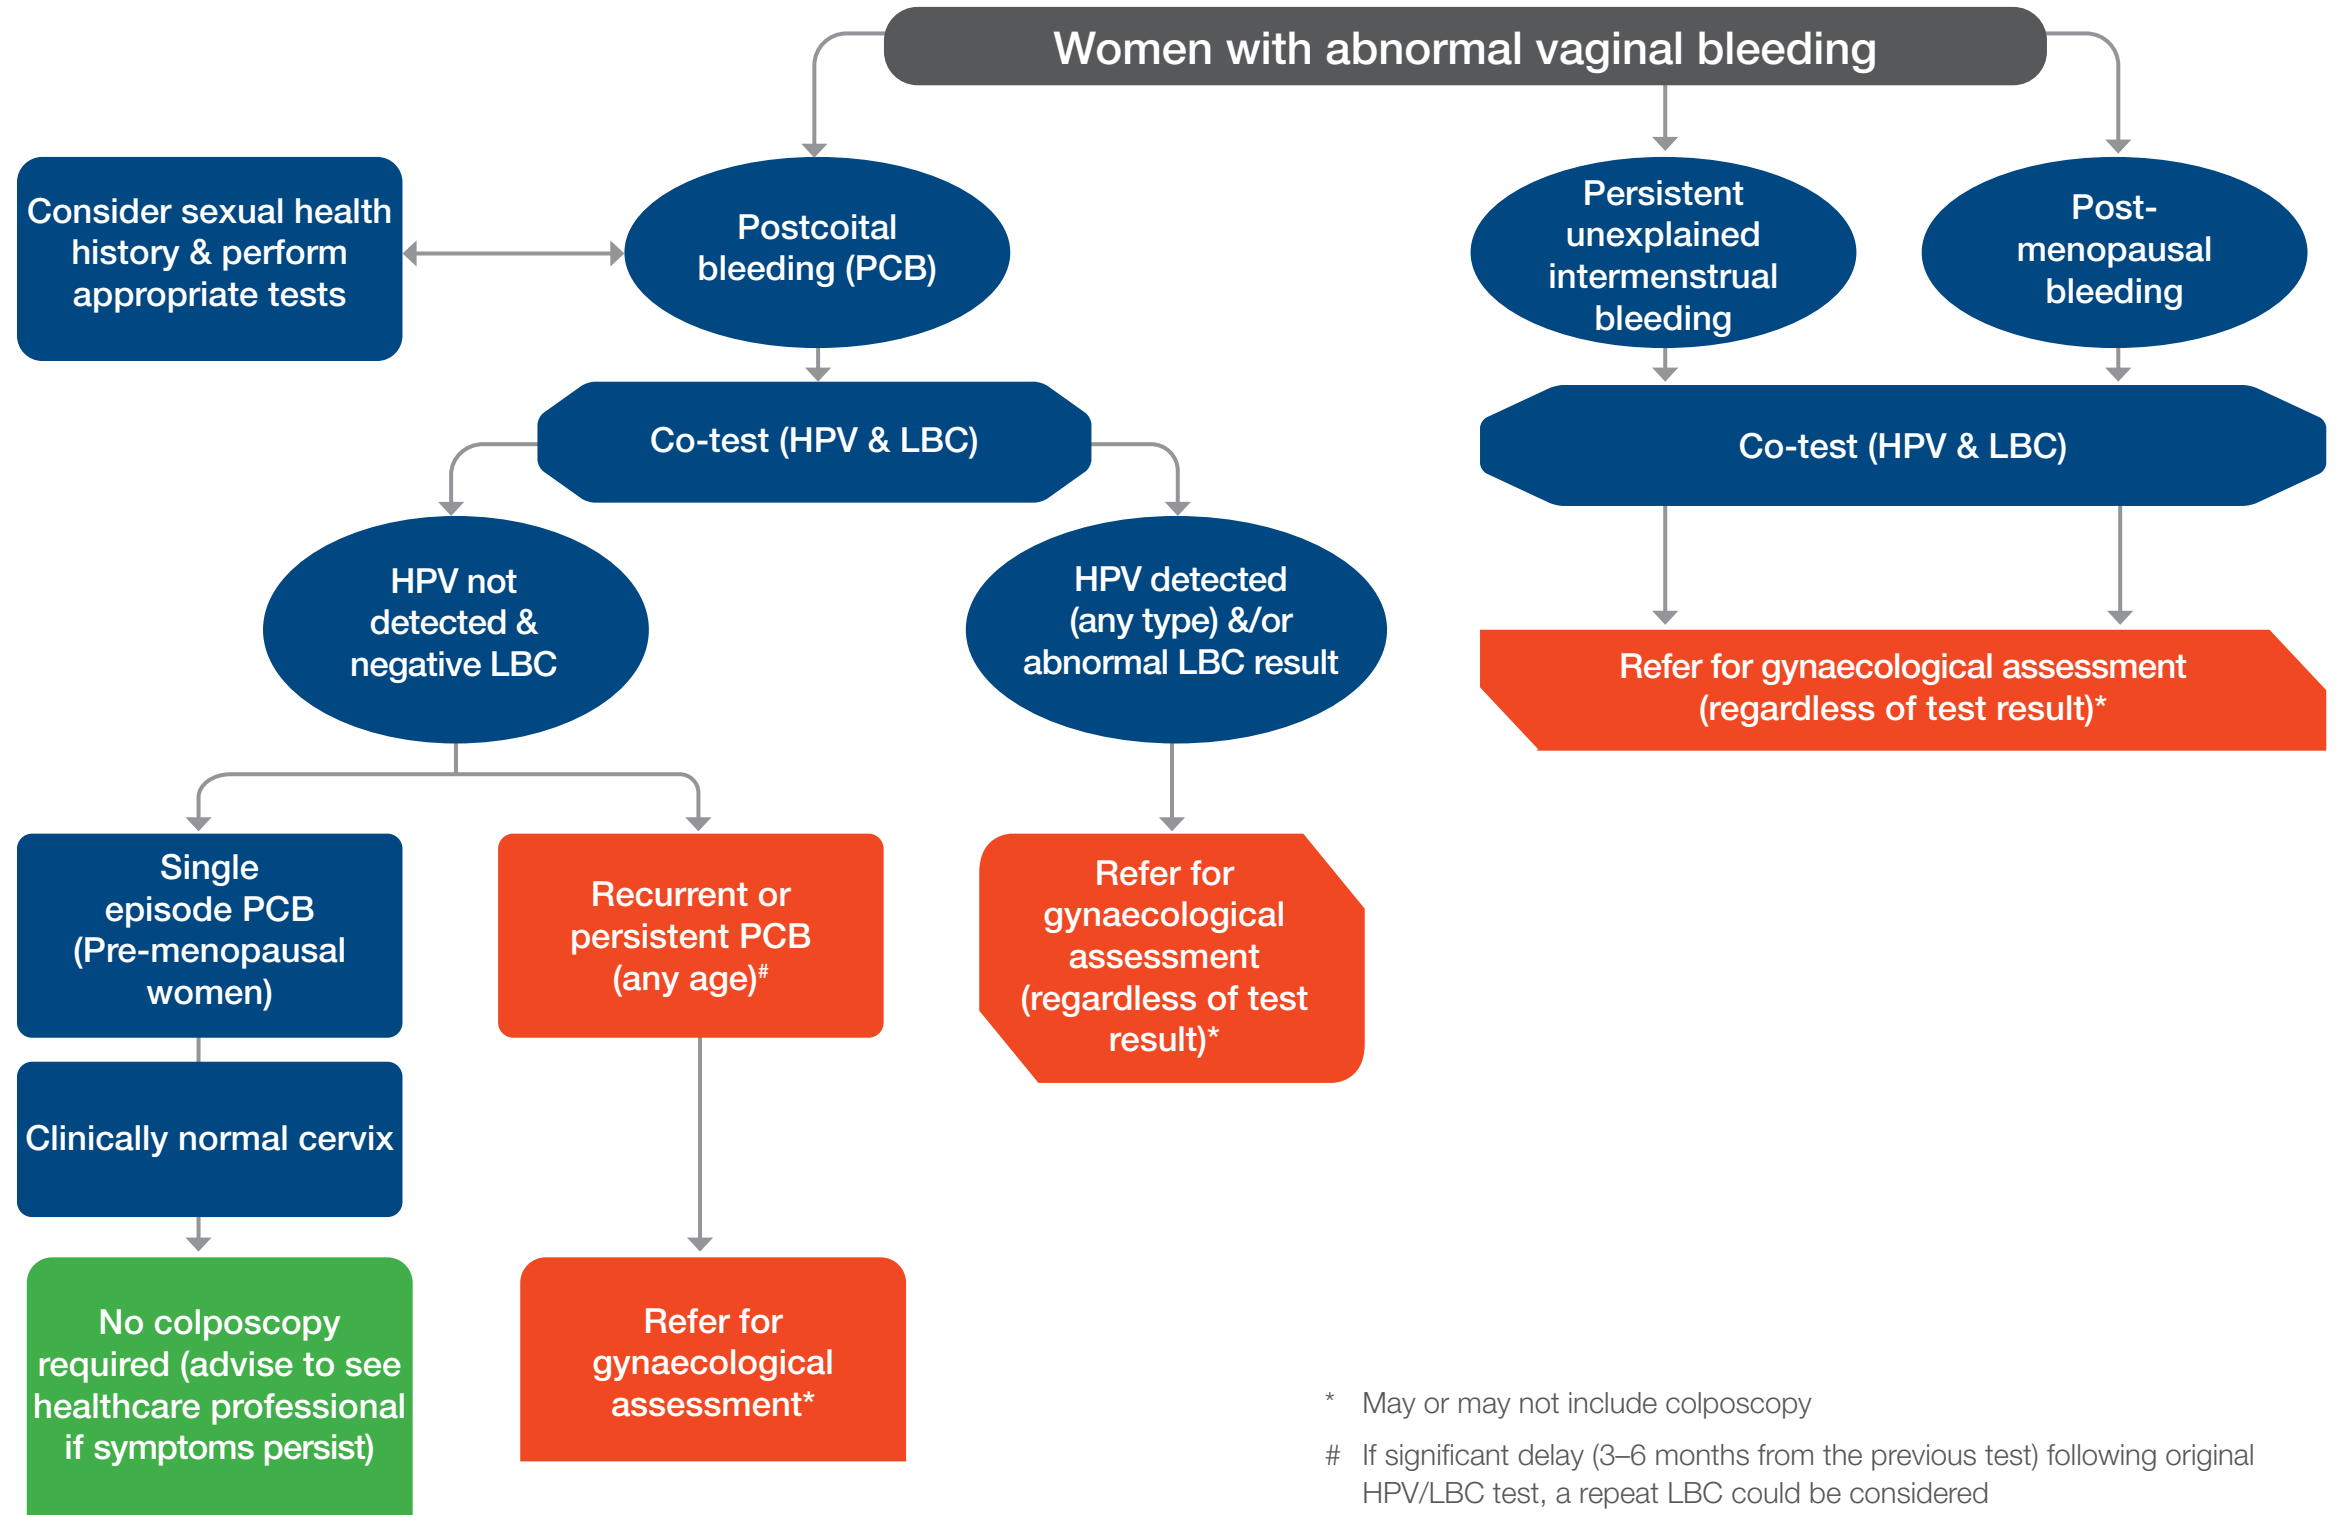 Women with abnormal vaginal bleeding
Consider sexual health
history & perform
appropriate tests
Postcoital
bleeding (PCB)
Persistent
unexplained
intermenstrual
bleeding
Post-
menopausal
bleeding
Co-test (HPV & LBC)
Co-test (HPV & LBC)
HPV not
detected &
negative LBC
HPV detected
(any type) &/or
abnormal LBC result
Refer for gynaecological assessment
(regardless of test result)*
Single
episode PCB
(Pre-menopausal
women)
Recurrent or
persistent PCB
(any age)#
Refer for
gynaecological
assessment
(regardless of test
result)*
Clinically normal cervix
No colposcopy
required (advise to see
healthcare professional
if symptoms persist)
Refer for
gynaecological
assessment*
* May or may not include colposcopy
# If significant delay (3–6 months from the previous test) following original
HPV/LBC test, a repeat LBC could be considered